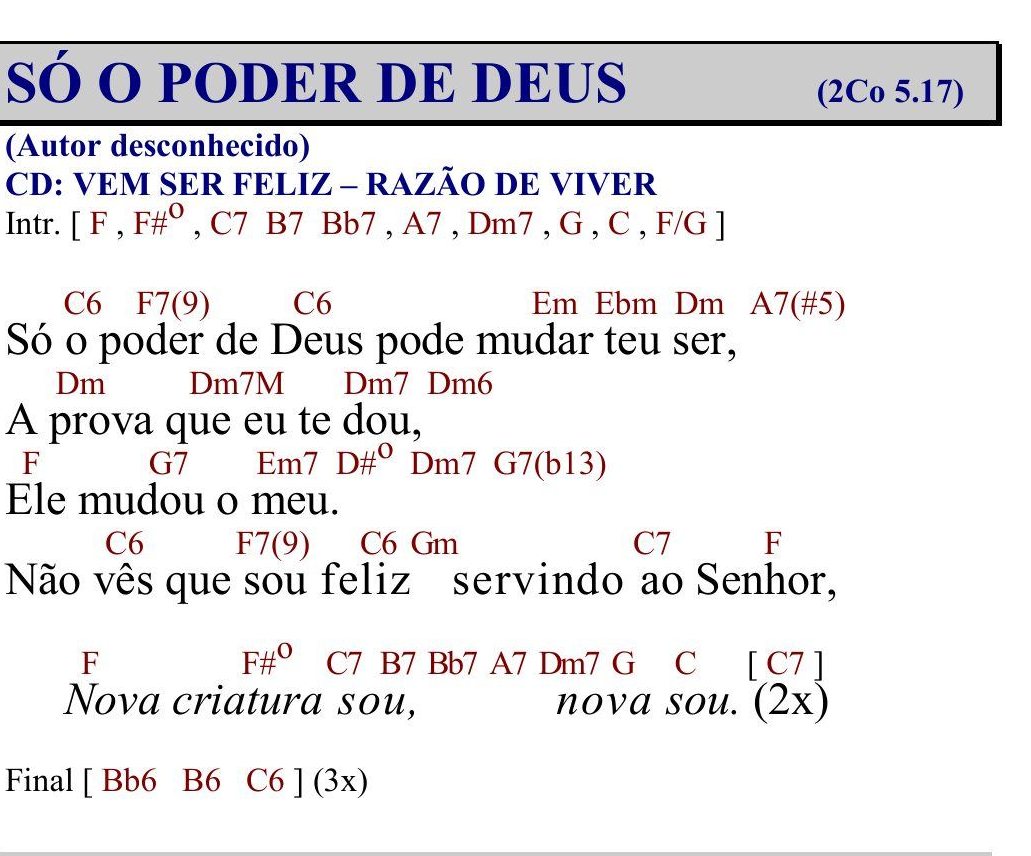 SÓ O PODER DE DEUS (2Co 5.17)
(Autor desconhecido)
CD: VEM SER FELIZ – RAZÃO DE VIVER
Intr. [ F , F#º , C7 B7 Bb7 , A7 , Dm7 , G , C , F/G ]
C6 F7(9) C6 Em Ebm Dm A7(#5)
Só o poder de Deus pode mudar teu ser,
Dm Dm7M Dm7 Dm6
A prova que eu te dou,
F G7 Em7 D#º Dm7 G7(b13)
Ele mudou o meu.
C6 F7(9) C6 Gm C7 F
Não vês que sou feliz servindo ao Senhor,
F F#º C7 B7 Bb7 A7 Dm7 G C [ C7 ]
Nova criatura sou, nova sou. (2x)
Final [ Bb6 B6 C6 ] (3x)